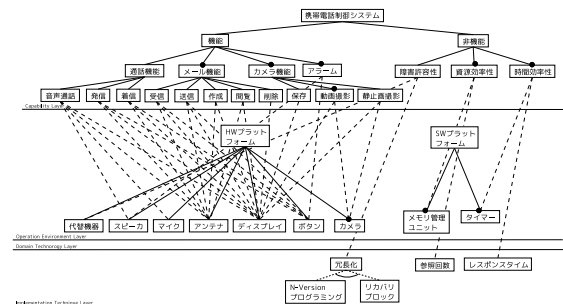 携帯電話制御システム
機能
非機能
通話機能
メール機能
カメラ機能
アラーム
障害許容性
資源効率性
時間効率性
音声通話
発信
着信
受信
送信
作成
閲覧
削除
保存
動画撮影
静止画撮影
Capability Layer
HWプラット
フォーム
SWプラット
フォーム
代替機器
スピーカ
マイク
アンテナ
ディスプレイ
ボタン
カメラ
メモリ管理
ユニット
タイマー
Operation Environment Layer
Domain Technorogy Layer
冗長化
参照回数
レスポンスタイム
N-Version
プログラミング
リカバリ
ブロック
Implementation Technique Layer